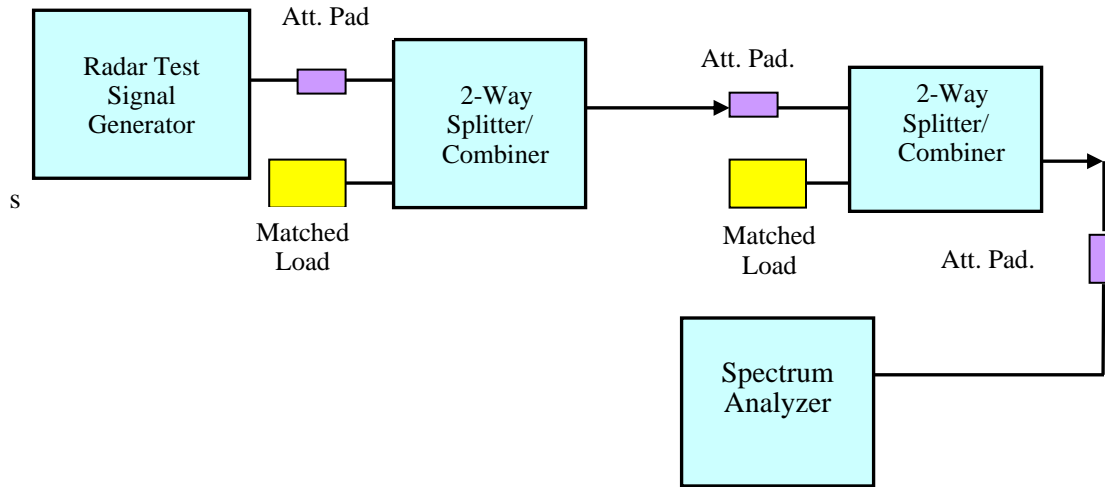 Att. Pad
Radar Test
Signal
Generator
2-Way
Splitter/
Combiner
Att. Pad.
2-Way
Splitter/
Combiner
s
Matched
Load
Matched
Load
Att. Pad.
Spectrum
Analyzer